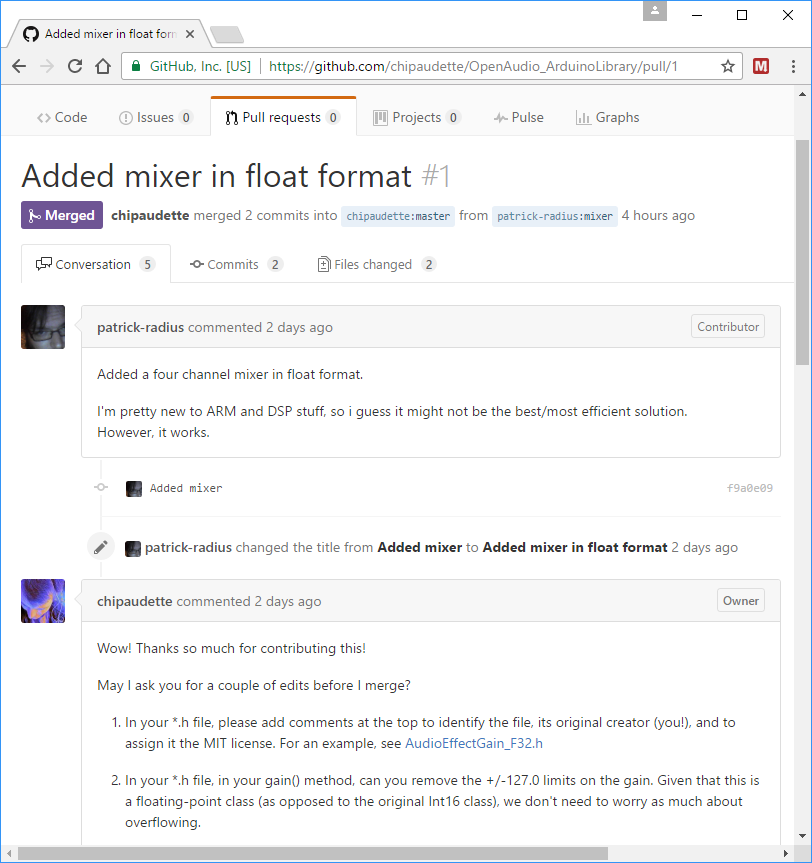 Added mixer in float form
GitHub, Inc. [US] https://github.com/chipaudette/OpenAudio_ArduinoLibrary/pull/1
M
Code Issues 0 Pull requests 0 Projects 0 Pulse Graphs
Added mixer in float format #1
Merged chipaudette merged 2 commits into chipaudette:master from patrick-radius:mixer 4 hours ago
Conversation 5 Commits 2 Files changed 2
patrick-radius commented 2 days ago Contributor
Added a four channel mixer in float format.
I'm pretty new to ARM and DSP stuff, so i guess it might not be the best/most efficient solution.
However, it works.
Added mixer f9a0e09
patrick-radius changed the title from Added mixer to Added mixer in float format 2 days ago
chipaudette commented 2 days ago Owner
Wow! Thanks so much for contributing this!
May I ask you for a couple of edits before I merge?
1. In your *.h file, please add comments at the top to identify the file, its original creator (you!), and to
assign it the MIT license. For an example, see AudioEffectGain_F32.h
2. In your *.h file, in your gain() method, can you remove the +/-127.0 limits on the gain. Given that this is
a floating-point class (as opposed to the original Int16 class), we don't need to worry as much about
overflowing.